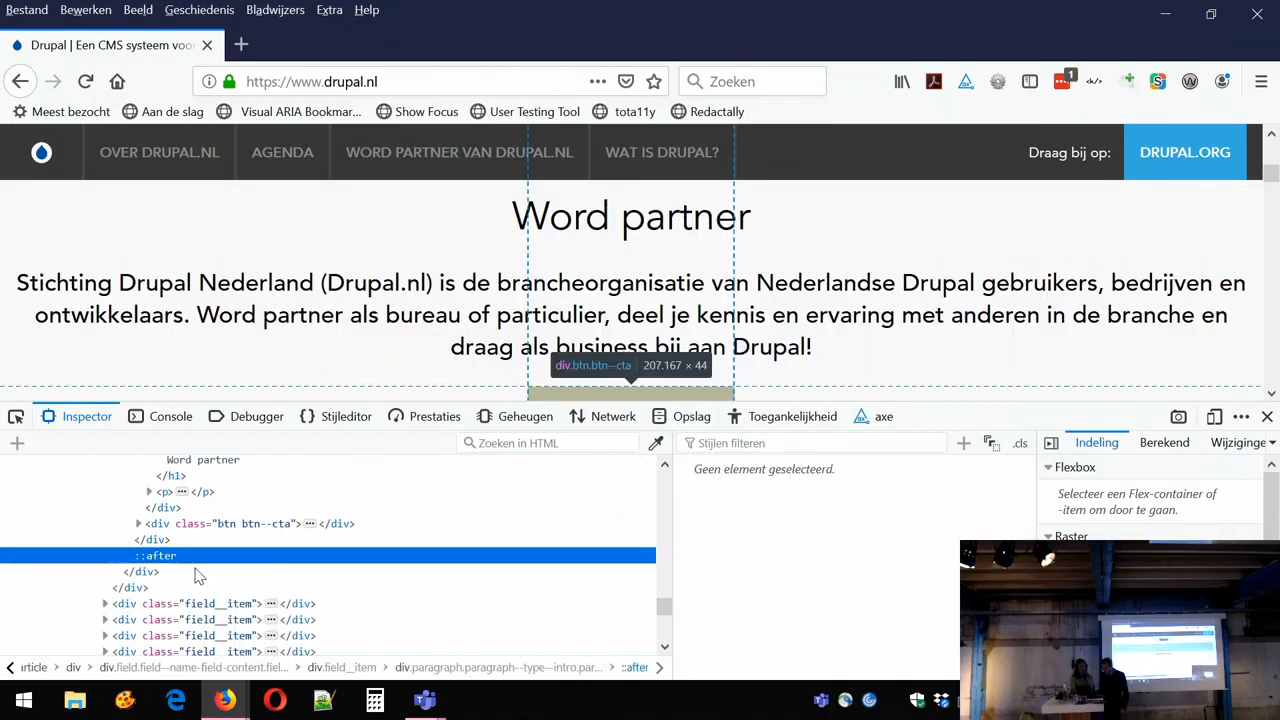 Bestand Bewerken Beeld Geschiedenis Bladwijzers Extra Help
Drupal | Een CMS systeem voo
https://www.drupal.nl
Zoeken
1
Meest bezocht Aan de slag Visual ARIA Bookmar... Show Focus User Testing Tool tota11y Redactally
OVER DRUPAL.NL AGENDA WORD PARTNER VAN DRUPAL.NL WAT IS DRUPAL? Draag bij op: DRUPAL.ORG
Word partner
Stichting Drupal Nederland (Drupal.nl) is de brancheorganisatie van Nederlandse Drupal gebruikers, bedrijven en
ontwikkelaars. Word partner als bureau of particulier, deel je kennis en ervaring met anderen in de branche en
draag als business bij aan Drupal!
div.btn.btn--cta 207.167 × 44
Inspector Console Debugger Stijleditor Prestaties Geheugen Netwerk Opslag Toegankelijkheid axe
Zoeken in HTML
Stijlen filteren
.cls
Indeling Berekend Wijziginge
Word partner
</h1>
<p> ••• </p>
</div>
<div class="btn btn--cta"> ••• </div>
</div>
::after
</div>
</div>
<div class="field__item"> ••• </div>
<div class="field__item"> ••• </div>
<div class="field__item"> ••• </div>
<div class="field__item"> ••• </div>
Geen element geselecteerd.
Flexbox
Selecteer een Flex-container of
-item om door te gaan.
Raster
article div div.field.field--name-field-content.fiel... div.field__item div.paragraph.paragraph--type--intro.par... ::after